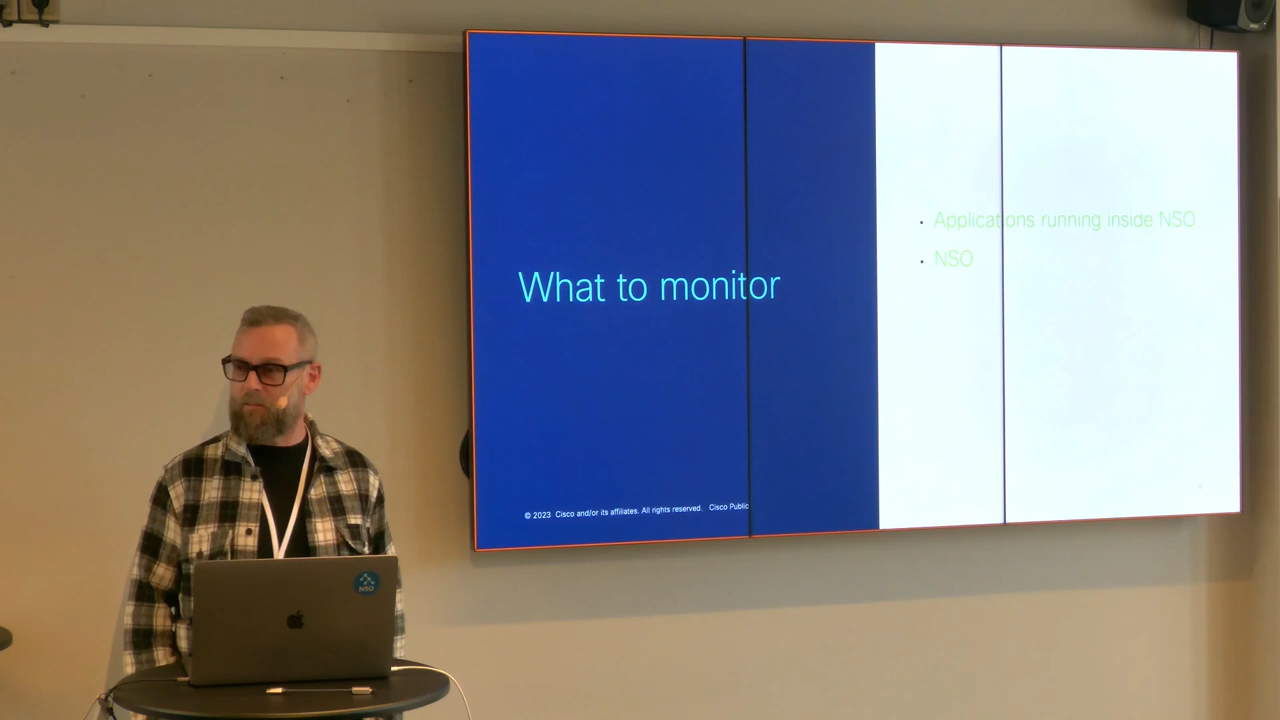 What to monitor
© 2023 Cisco and/or its affiliates. All rights reserved. Cisco Public
• Applications running inside NSO
• NSO
NSO